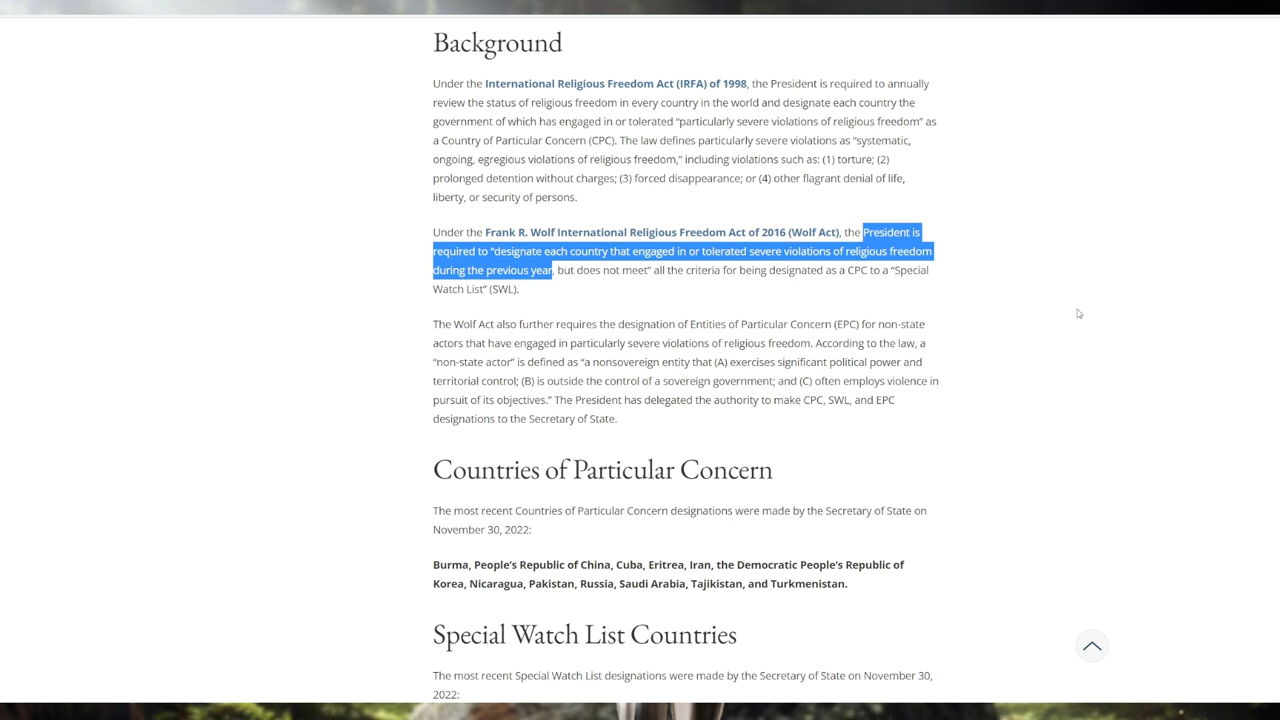 Background
Under the International Religious Freedom Act (IRFA) of 1998, the President is required to annually
review the status of religious freedom in every country in the world and designate each country the
government of which has engaged in or tolerated “particularly severe violations of religious freedom” as
a Country of Particular Concern (CPC). The law defines particularly severe violations as “systematic,
ongoing, egregious violations of religious freedom,” including violations such as: (1) torture; (2)
prolonged detention without charges; (3) forced disappearance; or (4) other flagrant denial of life,
liberty, or security of persons.
Under the Frank R. Wolf International Religious Freedom Act of 2016 (Wolf Act), the President is
required to “designate each country that engaged in or tolerated severe violations of religious freedom
during the previous year, but does not meet” all the criteria for being designated as a CPC to a “Special
Watch List” (SWL).
The Wolf Act also further requires the designation of Entities of Particular Concern (EPC) for non-state
actors that have engaged in particularly severe violations of religious freedom. According to the law, a
“non-state actor” is defined as “a nonsovereign entity that (A) exercises significant political power and
territorial control; (B) is outside the control of a sovereign government; and (C) often employs violence in
pursuit of its objectives.” The President has delegated the authority to make CPC, SWL, and EPC
designations to the Secretary of State.
Countries of Particular Concern
The most recent Countries of Particular Concern designations were made by the Secretary of State on
November 30, 2022:
Burma, People’s Republic of China, Cuba, Eritrea, Iran, the Democratic People’s Republic of
Korea, Nicaragua, Pakistan, Russia, Saudi Arabia, Tajikistan, and Turkmenistan.
Special Watch List Countries
The most recent Special Watch List designations were made by the Secretary of State on November 30,
2022: